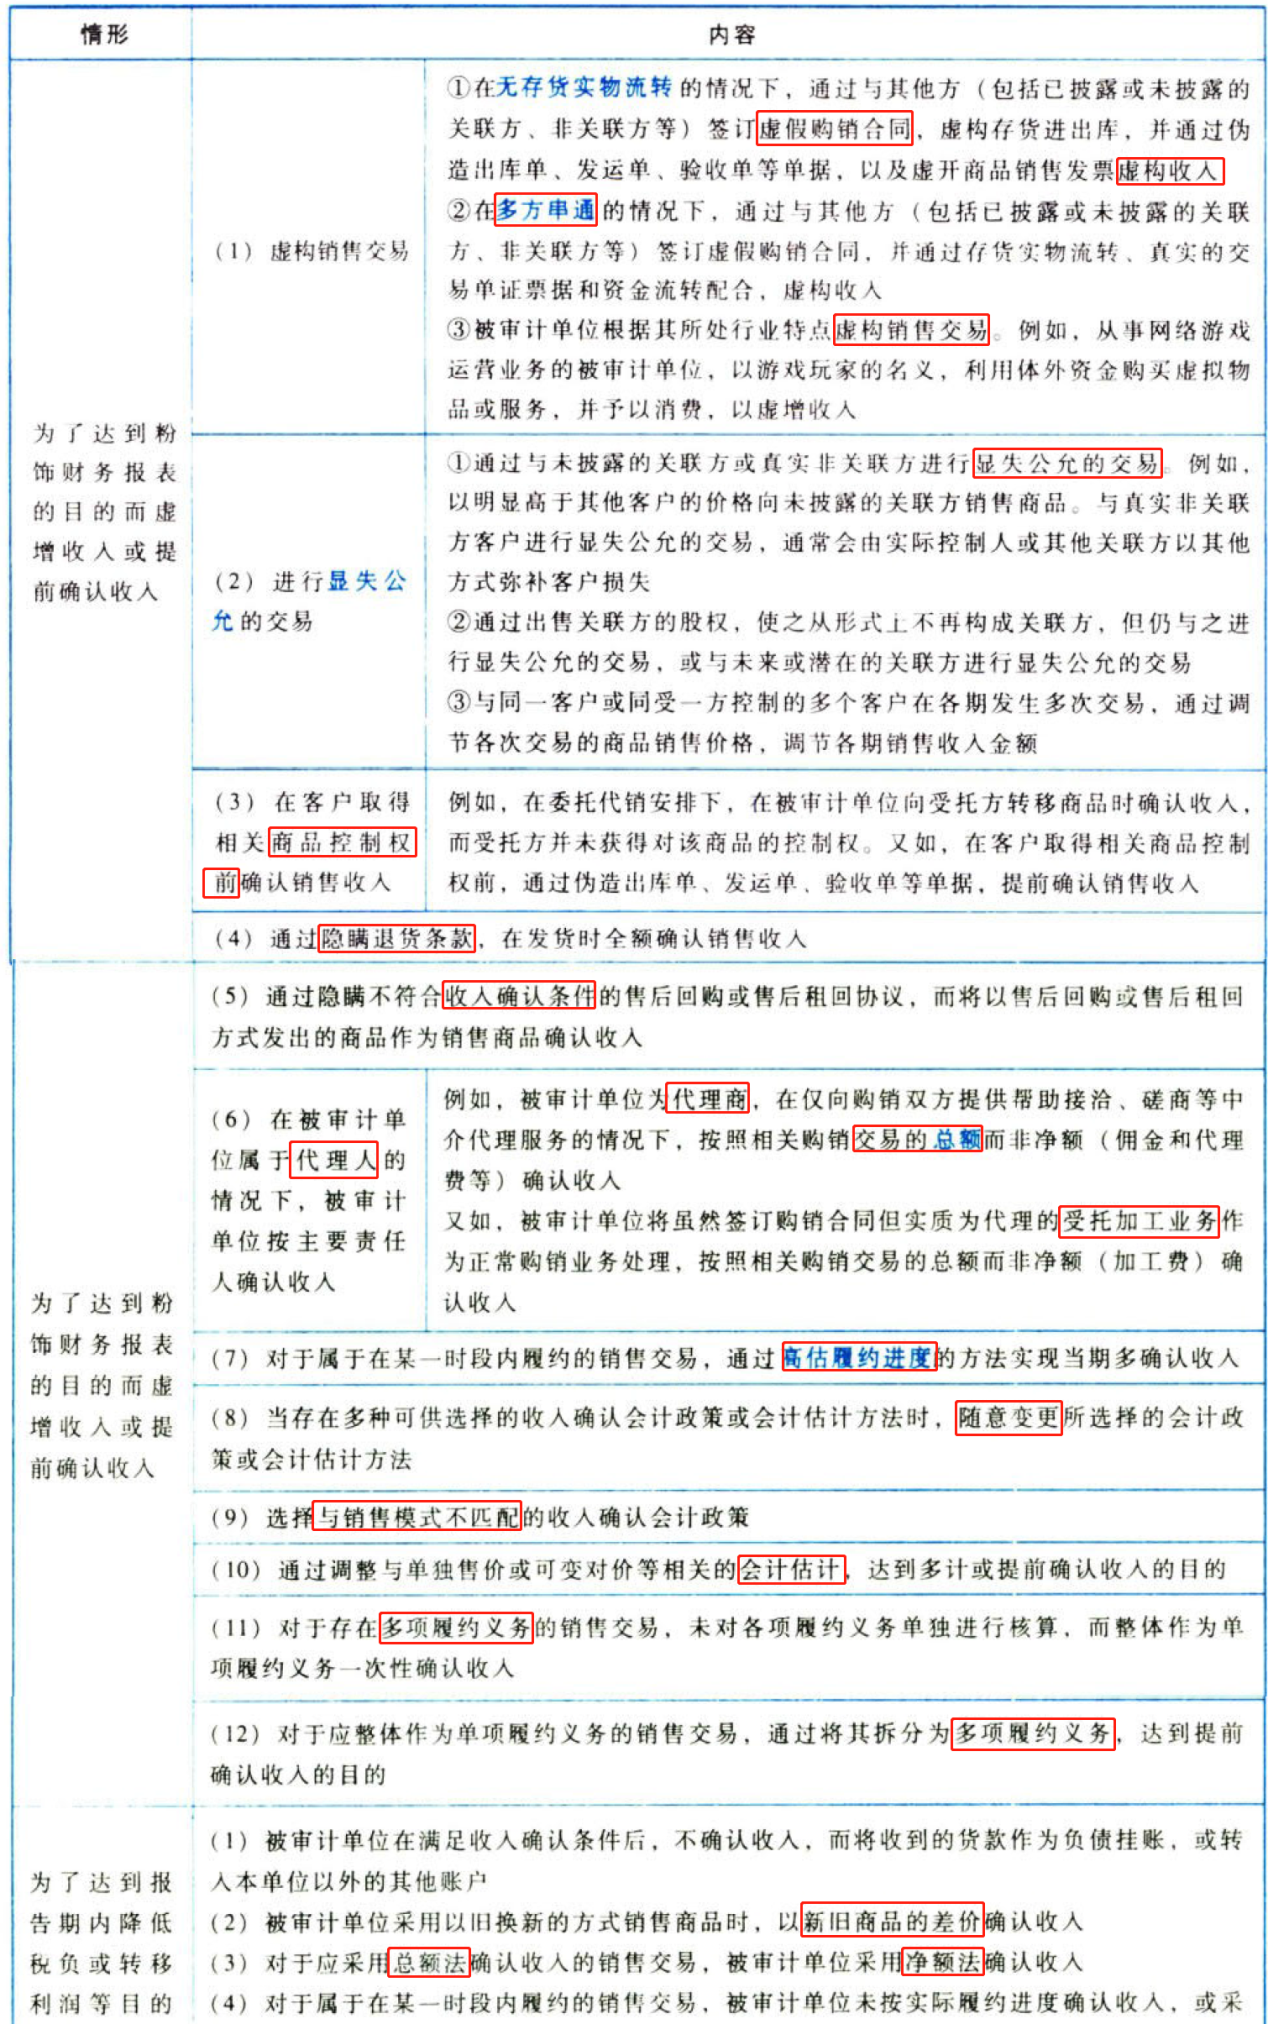 情形
内容
为了达到粉
饰财务报表
的目的而虚
增收入或提
前确认收入
(1) 虚构销售交易
①在无存货实物流转的情况下，通过与其他方（包括已披露或未披露的
关联方、非关联方等）签订虚假购销合同，虚构存货进出库，并通过伪
造出库单、发运单、验收单等单据，以及虚开商品销售发票虚构收入
②在多方串通的情况下，通过与其他方（包括已披露或未披露的关联
方、非关联方等）签订虚假购销合同，并通过存货实物流转、真实的交
易单证票据和资金流转配合，虚构收入
③被审计单位根据其所处行业特点虚构销售交易。例如，从事网络游戏
运营业务的被审计单位，以游戏玩家的名义，利用体外资金购买虚拟物
品或服务，并予以消费，以虚增收入
(2) 进行显失公
允的交易
①通过与未披露的关联方或真实非关联方进行显失公允的交易。例如，
以明显高于其他客户的价格向未披露的关联方销售商品。与真实非关联
方客户进行显失公允的交易，通常会由实际控制人或其他关联方以其他
方式弥补客户损失
②通过出售关联方的股权，使之从形式上不再构成关联方，但仍与之进
行显失公允的交易，或与未来或潜在的关联方进行显失公允的交易
③与同一客户或同受一方控制的多个客户在各期发生多次交易，通过调
节各次交易的商品销售价格，调节各期销售收入金额
(3) 在客户取得
相关商品控制权
前确认销售收入
例如，在委托代销安排下，在被审计单位向受托方转移商品时确认收入，
而受托方并未获得对该商品的控制权。又如，在客户取得相关商品控制
权前，通过伪造出库单、发运单、验收单等单据，提前确认销售收入
(4) 通过隐瞒退货条款，在发货时全额确认销售收入
为了达到粉
饰财务报表
的目的而虚
增收入或提
前确认收入
(5) 通过隐瞒不符合收入确认条件的售后回购或售后租回协议，而将以售后回购或售后租回
方式发出的商品作为销售商品确认收入
(6) 在被审计单
位属于代理人的
情况下，被审计
单位按主要责任
人确认收入
例如，被审计单位为代理商，在仅向购销双方提供帮助接洽、磋商等中
介代理服务的情况下，按照相关购销交易的总额而非净额（佣金和代理
费等）确认收入
又如，被审计单位将虽然签订购销合同但实质为代理的受托加工业务作
为正常购销业务处理，按照相关购销交易的总额而非净额（加工费）确
认收入
(7) 对于属于在某一时段内履约的销售交易，通过高估履约进度的方法实现当期多确认收入
(8) 当存在多种可供选择的收入确认会计政策或会计估计方法时，随意变更所选择的会计政
策或会计估计方法
(9) 选择与销售模式不匹配的收入确认会计政策
(10) 通过调整与单独售价或可变对价等相关的会计估计，达到多计或提前确认收入的目的
(11) 对于存在多项履约义务的销售交易，未对各项履约义务单独进行核算，而整体作为单
项履约义务一次性确认收入
(12) 对于应整体作为单项履约义务的销售交易，通过将其拆分为多项履约义务，达到提前
确认收入的目的
为了达到报
告期内降低
税负或转移
利润等目的
(1) 被审计单位在满足收入确认条件后，不确认收入，而将收到的货款作为负债挂账，或转
入本单位以外的其他账户
(2) 被审计单位采用以旧换新的方式销售商品时，以新旧商品的差价确认收入
(3) 对于应采用总额法确认收入的销售交易，被审计单位采用净额法确认收入
(4) 对于属于在某一时段内履约的销售交易，被审计单位未按实际履约进度确认收入，或采